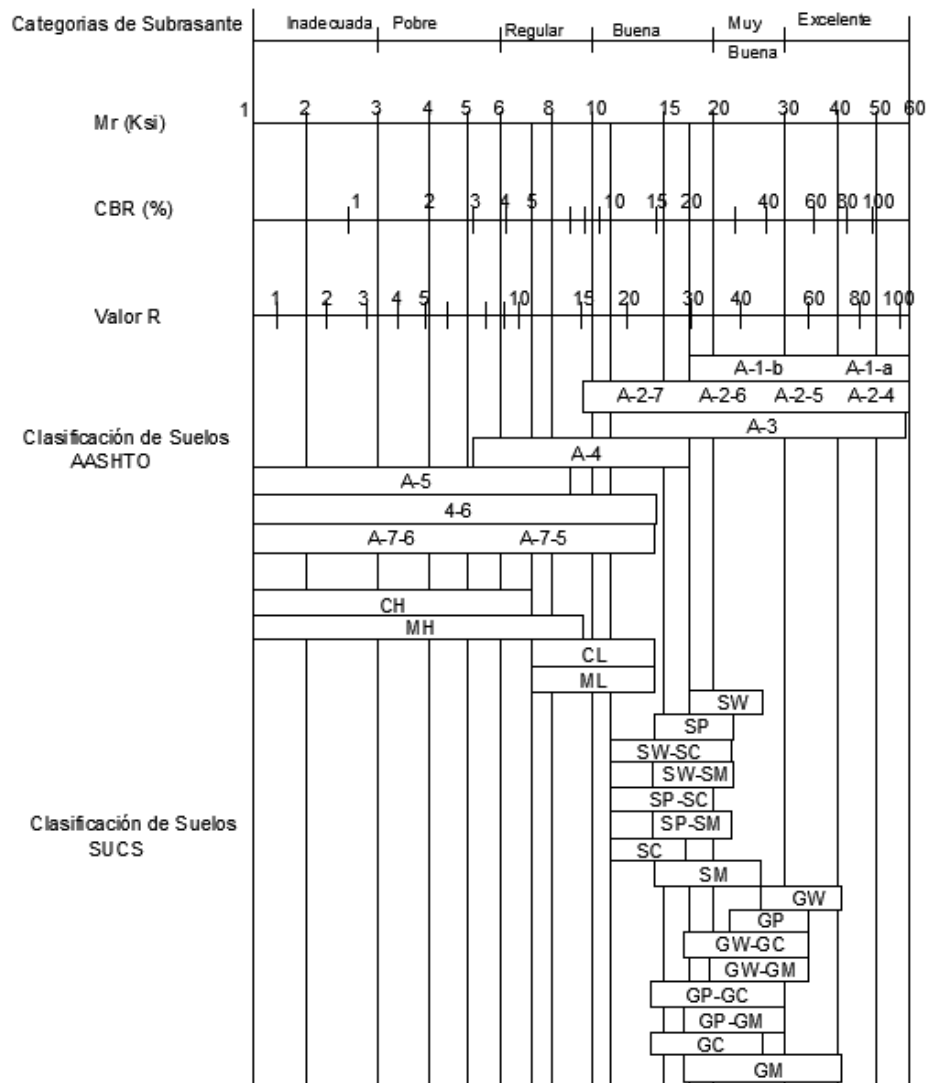 Categorias de Subrasante Inadecuada Pobre Regular Buena Muy Buena Excelente
Mr (Ksi) 1 2 3 4 5 6 8 10 15 20 30 40 50 60
CBR (%) 1 2 3 4 5 10 15 20 40 60 80 100
Valor R 1 2 3 4 5 10 15 20 30 40 60 80 100
A-1-b A-1-a
A-2-7 A-2-6 A-2-5 A-2-4
A-3
Clasificación de Suelos
AASHTO
A-4
A-5
4-6
A-7-6 A-7-5
CH
MH
CL
ML
SW
SP
SW-SC
SW-SM
SP-SC
SP-SM
Clasificación de Suelos
SUCS
SC
SM
GW
GP
GW-GC
GW-GM
GP-GC
GP-GM
GC
GM